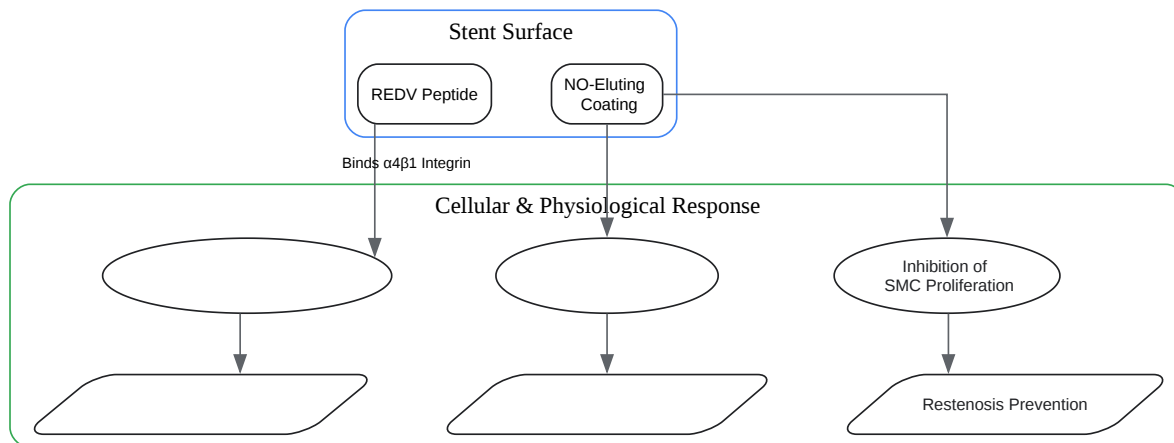 Stent Surface
REDV Peptide
NO-Eluting
Coating
Binds α4β1 Integrin
Cellular & Physiological Response
Inhibition of
SMC Proliferation
Restenosis Prevention